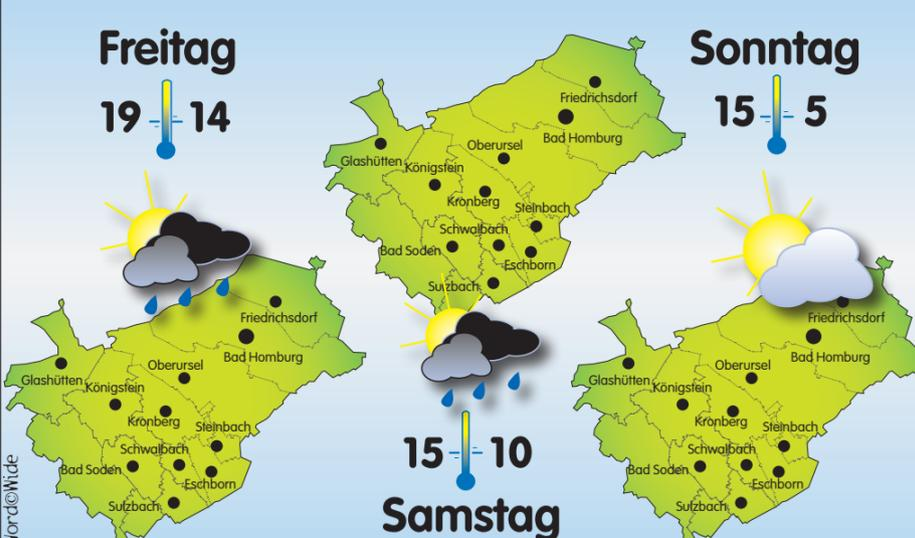 Freitag
19 14
Friedrichsdorf
Bad Homburg
Glashütten
Oberursel
Königstein
Kronberg
Steinbach
Schwalbach
Bad Soden
Eschborn
Sulzbach
Friedrichsdorf
Bad Homburg
Oberursel
Glashütten
Königstein
Kronberg
Steinbach
Schwalbach
Bad Soden
Eschborn
Sulzbach
15 10
Samstag
Sonntag
15 5
Friedrichsdorf
Bad Homburg
Glashütten
Oberursel
Königstein
Kronberg
Steinbach
Schwalbach
Bad Soden
Eschborn
Sulzbach